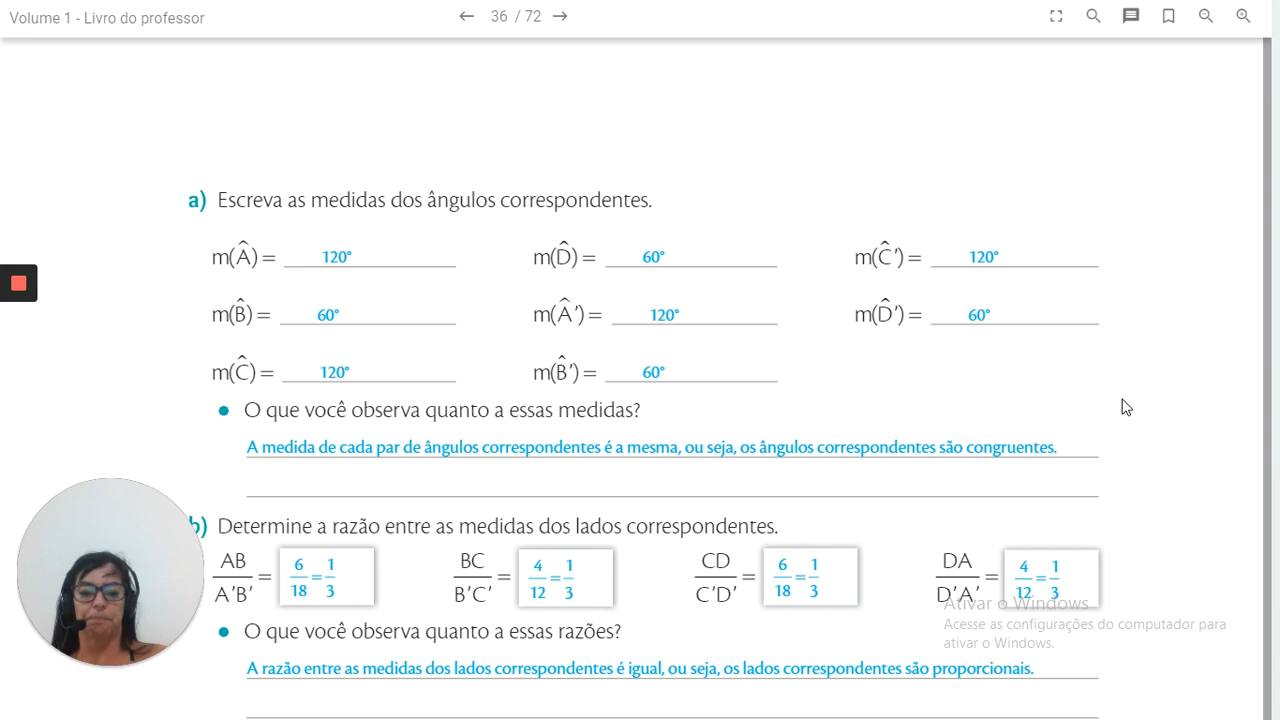 Volume 1 - Livro do professor
36 / 72
a) Escreva as medidas dos ângulos correspondentes.
m(Â) = 120° m(D̂) = 60° m(Ĉ') = 120°
m(B̂) = 60° m(Â') = 120° m(D̂') = 60°
m(Ĉ) = 120° m(B̂') = 60°
• O que você observa quanto a essas medidas?
A medida de cada par de ângulos correspondentes é a mesma, ou seja, os ângulos correspondentes são congruentes.
b) Determine a razão entre as medidas dos lados correspondentes.
AB/A'B' = 6/18 = 1/3 BC/B'C' = 4/12 = 1/3 CD/C'D' = 6/18 = 1/3 DA/D'A' = 4/12 = 1/3
Ativar o Windows
Acesse as configurações do computador para
ativar o Windows.
• O que você observa quanto a essas razões?
A razão entre as medidas dos lados correspondentes é igual, ou seja, os lados correspondentes são proporcionais.